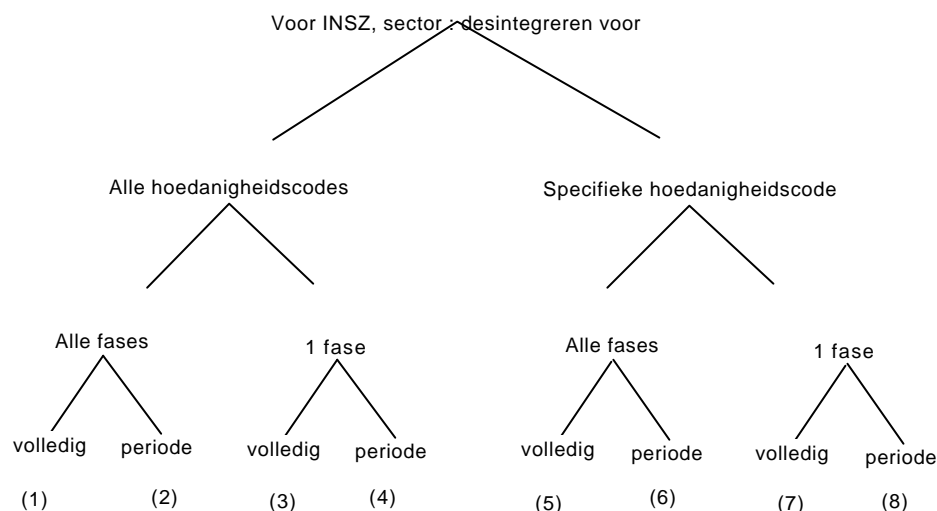 Voor INSZ, sector : desintegreren voor
Alle hoedanigheidscodes
Specifieke hoedanigheidscode
Alle fases
1 fase
Alle fases
1 fase
volledig
periode
volledig
periode
volledig
periode
volledig
periode
(1)
(2)
(3)
(4)
(5)
(6)
(7)
(8)